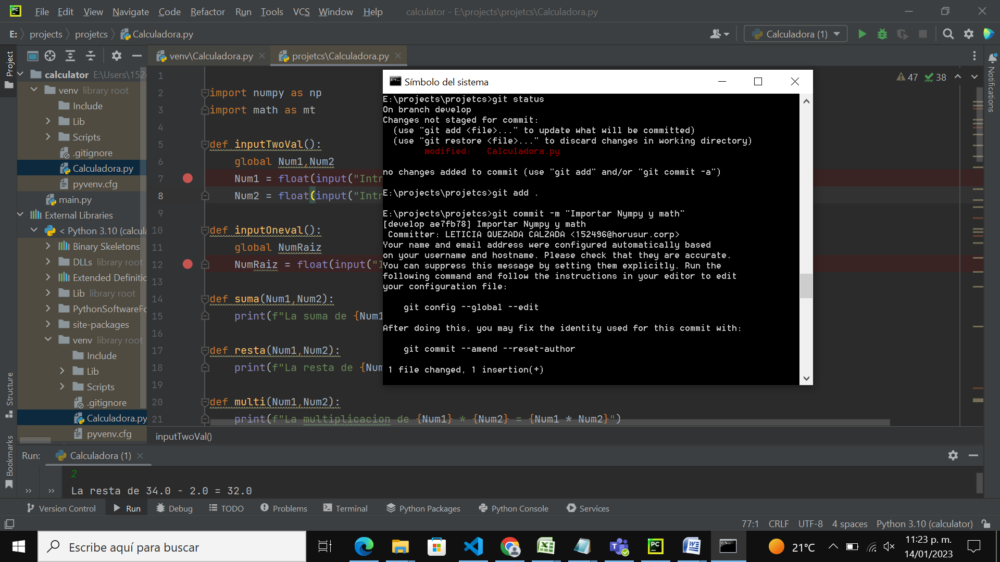 File Edit View Navigate Code Refactor Run Tools VCS Window Help calculator - E:\projects\projetcs\Calculadora.py
E: projects projetcs Calculadora.py Calculadora (1)
Project
venv\Calculadora.py projetcs\Calculadora.py
calculator E:\Users\1524
venv library root
Include
Lib
Scripts
.gitignore
Calculadora.py
pyvenv.cfg
main.py
External Libraries
< Python 3.10 (calcula
Binary Skeletons
DLLs library root
Extended Definitic
Lib library root
PythonSoftwareFo
site-packages
venv library root
Include
Lib
Scripts
.gitignore
Calculadora.py
pyvenv.cfg
Structure
Bookmarks
Notifications
47 38
1
2 import numpy as np
3 import math as mt
4
5 def inputTwoVal():
6 global Num1,Num2
7 Num1 = float(input("Intr
8 Num2 = float(input("Intr
9
10 def inputOneval():
11 global NumRaiz
12 NumRaiz = float(input("I
13
14 def suma(Num1,Num2):
15 print(f"La suma de {Num1
16
17 def resta(Num1,Num2):
18 print(f"La resta de {Num
19
20 def multi(Num1,Num2):
21 print(f"La multiplicacion de {Num1} * {Num2} = {Num1 * Num2}")
inputTwoVal()
Símbolo del sistema
E:\projects\projetcs>git status
On branch develop
Changes not staged for commit:
(use "git add <file>..." to update what will be committed)
(use "git restore <file>..." to discard changes in working directory)
modified: Calculadora.py
no changes added to commit (use "git add" and/or "git commit -a")
E:\projects\projetcs>git add .
E:\projects\projetcs>git commit -m "Importar Nympy y math"
[develop ae7fb78] Importar Nympy y math
Committer: LETICIA QUEZADA CALZADA <152496@horusur.corp>
Your name and email address were configured automatically based
on your username and hostname. Please check that they are accurate.
You can suppress this message by setting them explicitly. Run the
following command and follow the instructions in your editor to edit
your configuration file:
git config --global --edit
After doing this, you may fix the identity used for this commit with:
git commit --amend --reset-author
1 file changed, 1 insertion(+)
Run: Calculadora (1)
2
La resta de 34.0 - 2.0 = 32.0
Version Control Run Debug TODO Problems Terminal Python Packages Python Console Services
77:1 CRLF UTF-8 4 spaces Python 3.10 (calculator)
Escribe aquí para buscar
21°C
11:23 p. m.
14/01/2023